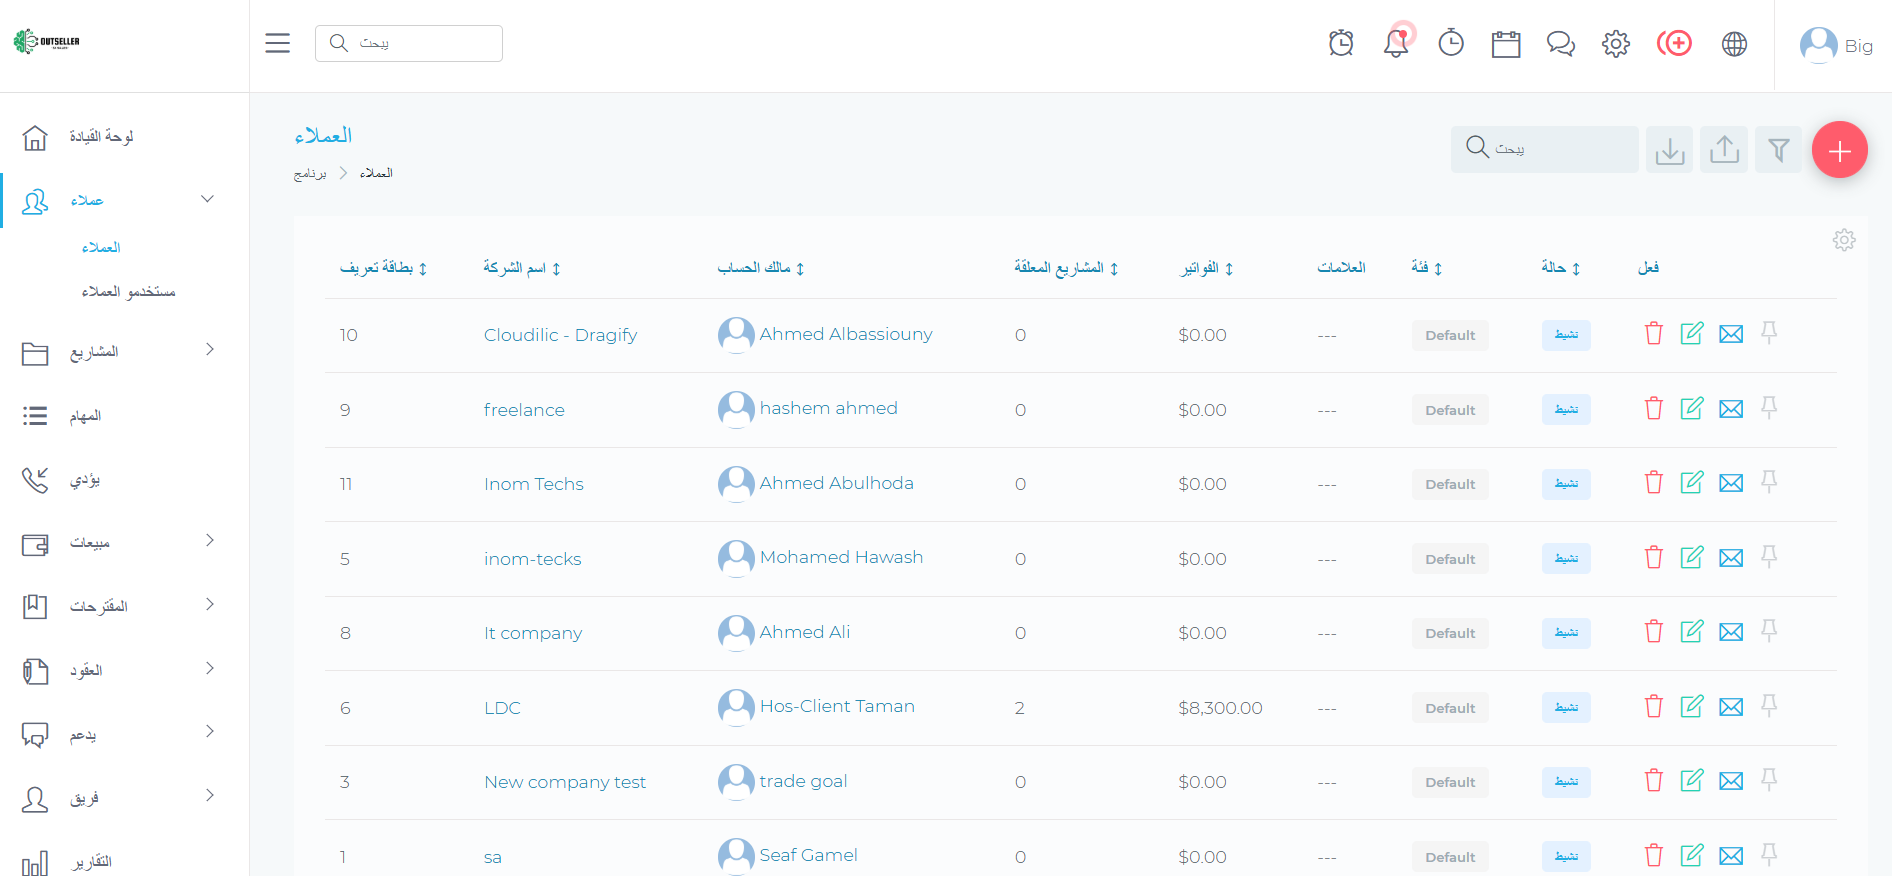 OUTSELLER
يبحث
Big
لوحة القيادة
عملاء
العملاء
مستخدمو العملاء
المشاريع
المهام
يؤدي
مبيعات
المقترحات
العقود
يدعم
فريق
التقارير
العملاء
برنامج
العملاء
يبحث
بطاقة تعريف اسم الشركة مالك الحساب المشاريع المعلقة الفواتير العلامات فئة حالة فعل
10 Cloudilic - Dragify Ahmed Albassiouny 0 $0.00 --- Default نشيط
9 freelance hashem ahmed 0 $0.00 --- Default نشيط
11 Inom Techs Ahmed Abulhoda 0 $0.00 --- Default نشيط
5 inom-tecks Mohamed Hawash 0 $0.00 --- Default نشيط
8 It company Ahmed Ali 0 $0.00 --- Default نشيط
6 LDC Hos-Client Taman 2 $8,300.00 --- Default نشيط
3 New company test trade goal 0 $0.00 --- Default نشيط
1 sa Seaf Gamel 0 $0.00 --- Default نشيط